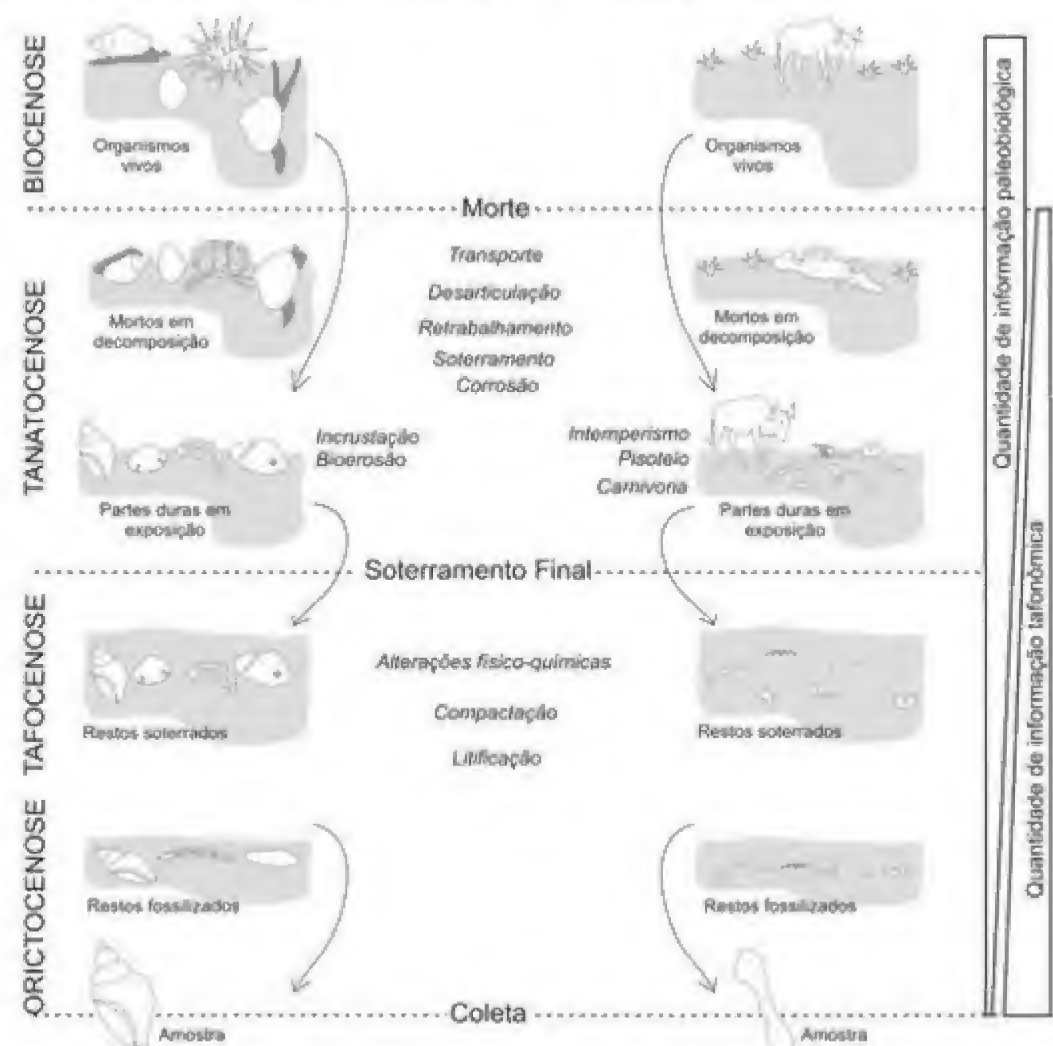 BIOCENOSE
Organismos
vivos
Organismos
vivos
Morte
TANATOCENOSE
Mortos em
decomposição
Transporte
Desarticulação
Retrabalhamento
Soterramento
Corrosão
Mortos em
decomposição
Incrustação
Bioerosão
Intemperismo
Pisoteio
Carnivoria
Partes duras em
exposição
Partes duras em
exposição
Soterramento Final
TAFOCENOSE
Restos soterrados
Alterações físico-químicas
Compactação
Litificação
Restos soterrados
ORICTOCENOSE
Restos fossilizados
Restos fossilizados
Coleta
Amostra
Amostra
Quantidade de informação paleobiológica
Quantidade de informação tafonômica